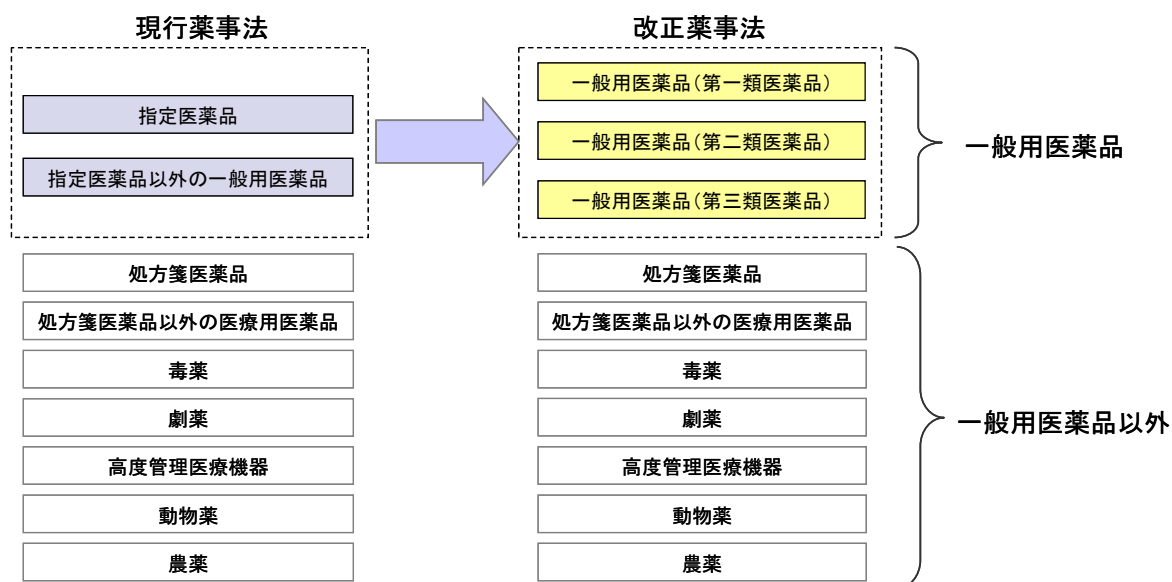 現行薬事法
指定医薬品
指定医薬品以外の一般用医薬品
処方箋医薬品
処方箋医薬品以外の医療用医薬品
毒薬
劇薬
高度管理医療機器
動物薬
農薬
改正薬事法
一般用医薬品(第一類医薬品)
一般用医薬品(第二類医薬品)
一般用医薬品(第三類医薬品)
処方箋医薬品
処方箋医薬品以外の医療用医薬品
毒薬
劇薬
高度管理医療機器
動物薬
農薬
一般用医薬品
一般用医薬品以外